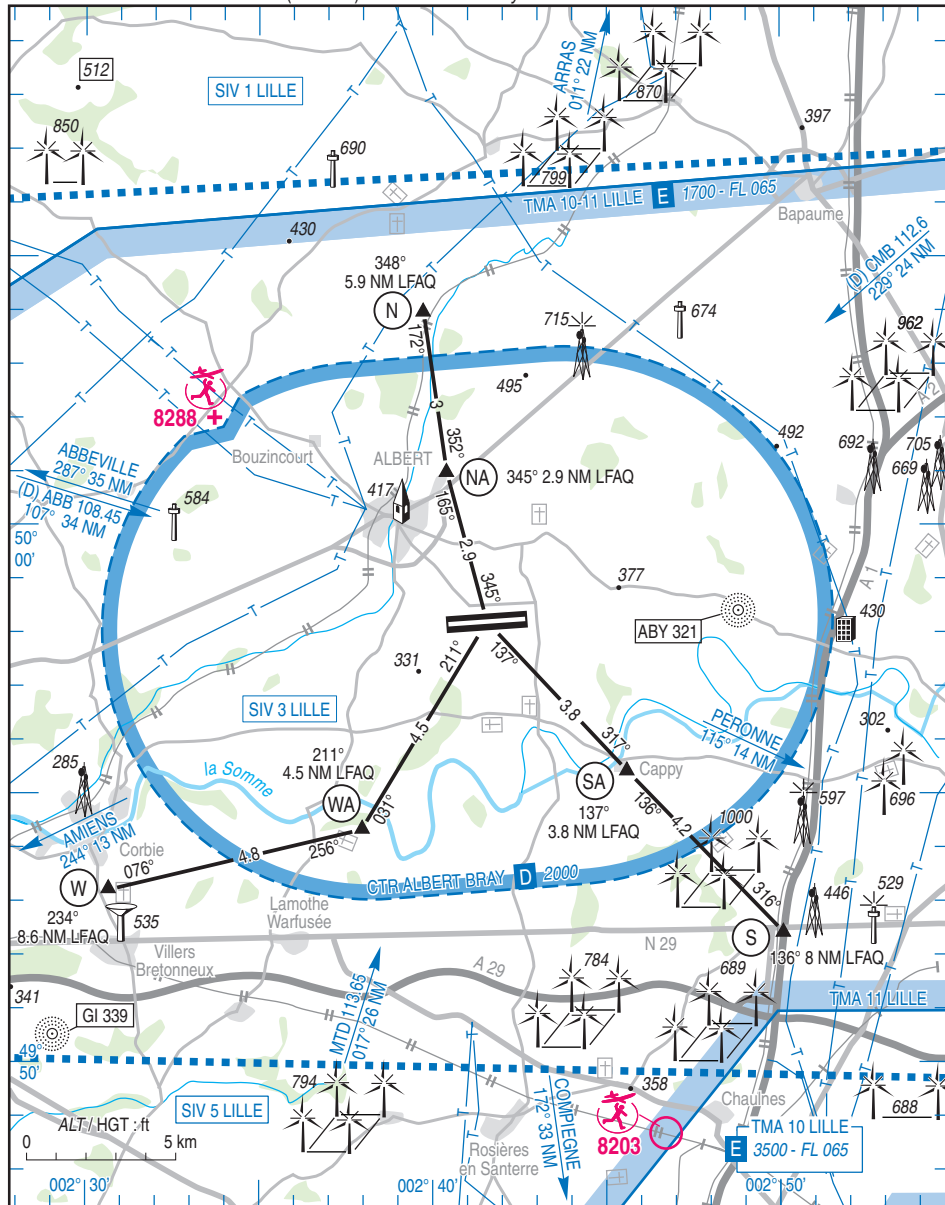 512
SIV 1 LILLE
ARRAS
011° 22 NM
870
850
690
799
397
TMA 10-11 LILLE E 1700 - FL 065
Bapaume
430
348°
5.9 NM LFAQ
N
172°
(D) CMB 112.6
229° 24 NM
715
674
962
495
3
8288 +
352°
Bouzincourt
ALBERT
NA
345° 2.9 NM LFAQ
492
692
705
669
A 2
ABBEVILLE
287° 35 NM
(D) ABB 108.45
107° 34 NM
584
417
165°
2.9
345°
50°
00'
A 1
377
ABY 321
430
331
211°
137°
SIV 3 LILLE
4.5
3.8
317°
PERONNE
115° 14 NM
302
285
la Somme
211°
4.5 NM LFAQ
WA
031°
SA
Cappy
137°
3.8 NM LFAQ
136°
4.2
1000
597
696
AMIENS
244° 13 NM
Corbie
076°
4.8
256°
W
CTR ALBERT BRAY D 2000
316°
446
529
234°
8.6 NM LFAQ
535
Lamothe
Warfusée
S
136° 8 NM LFAQ
Villers
Bretonneux
N 29
A 29
341
784
689
TMA 11 LILLE
GI 339
MTD 113.65
017° 26 NM
49°
50'
794
SIV 5 LILLE
358
8203
Chaulnes
688
ALT / HGT : ft
0 5 km
COMPIEGNE
172° 33 NM
Rosières
en Santerre
TMA 10 LILLE
E 3500 - FL 065
002° 30'
002° 40'
002° 50'